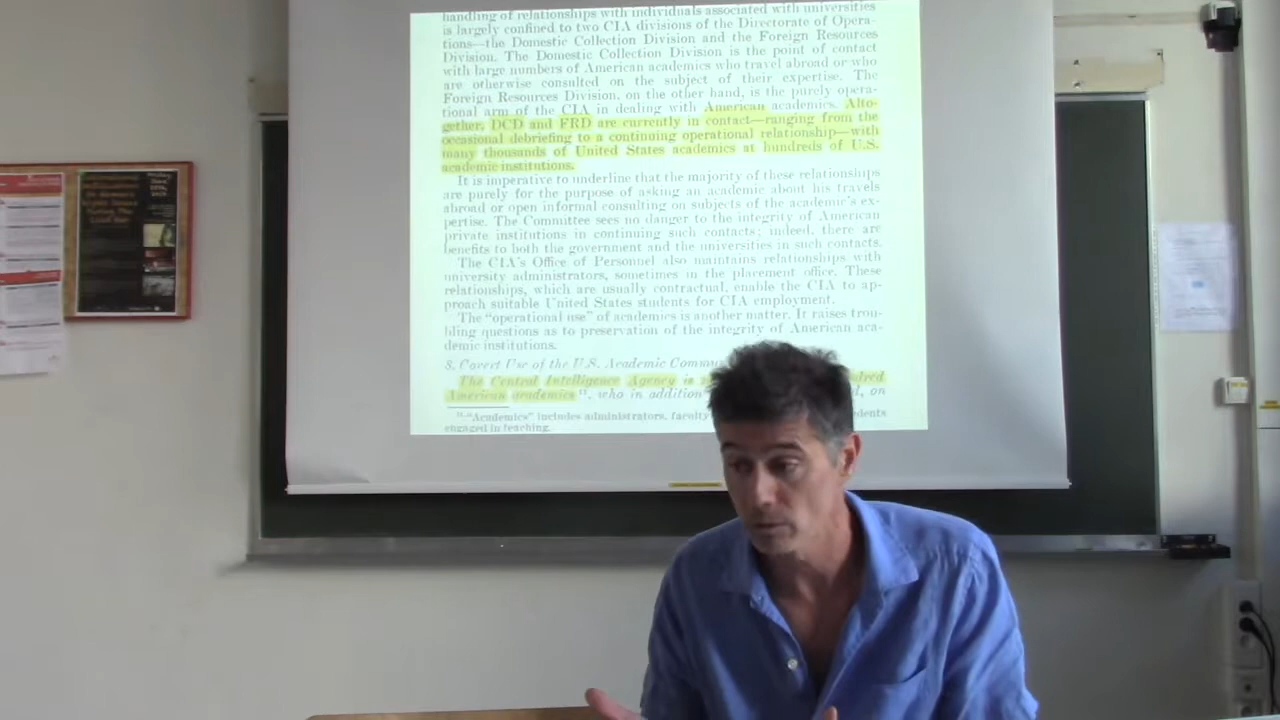 handling of relationships with individuals associated with universities
is largely confined to two CIA divisions of the Directorate of Opera-
tions—the Domestic Collection Division and the Foreign Resources
Division. The Domestic Collection Division is the point of contact
with large numbers of American academics who travel abroad or who
are otherwise consulted on the subject of their expertise. The
Foreign Resources Division, on the other hand, is the purely opera-
tional arm of the CIA in dealing with American academics. Alto-
gether, DCD and FRD are currently in contact—ranging from the
occasional debriefing to a continuing operational relationship—with
many thousands of United States academics at hundreds of U.S.
academic institutions.
It is imperative to underline that the majority of these relationships
are purely for the purpose of asking an academic about his travels
abroad or open informal consulting on subjects of the academic's ex-
pertise. The Committee sees no danger to the integrity of American
private institutions in continuing such contacts; indeed, there are
benefits to both the government and the universities in such contacts.
The CIA's Office of Personnel also maintains relationships with
university administrators, sometimes in the placement office. These
relationships, which are usually contractual, enable the CIA to ap-
proach suitable United States students for CIA employment.
The "operational use" of academics is another matter. It raises trou-
bling questions as to preservation of the integrity of American aca-
demic institutions.
8. Covert Use of the U.S. Academic
The Central Intelligence Agency is
American academics , who in addition on
"Academics" includes administrators, faculty
engaged in teaching.